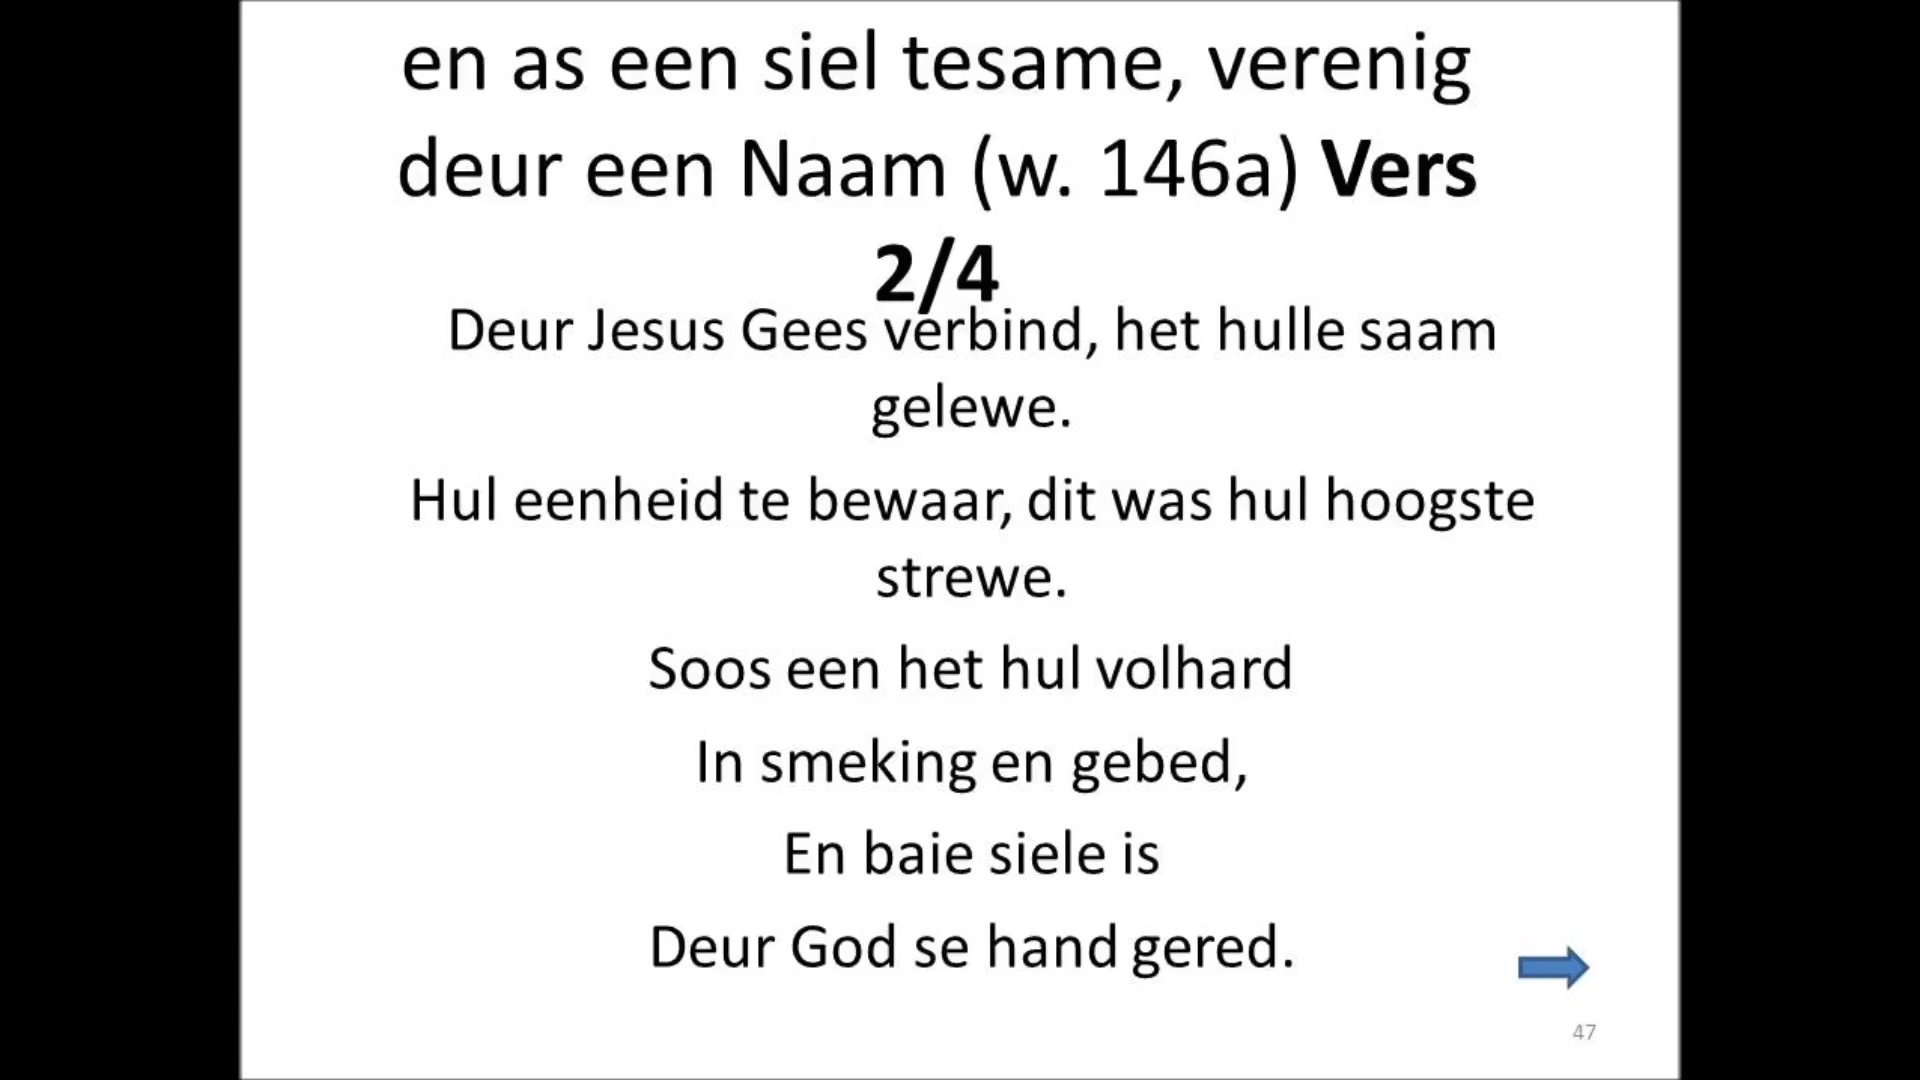 en as een siel tesame, verenig
deur een Naam (w. 146a) Vers
2/4
Deur Jesus Gees verbind, het hulle saam
gelewe.
Hul eenheid te bewaar, dit was hul hoogste
strewe.
Soos een het hul volhard
In smeking en gebed,
En baie siele is
Deur God se hand gered.
47